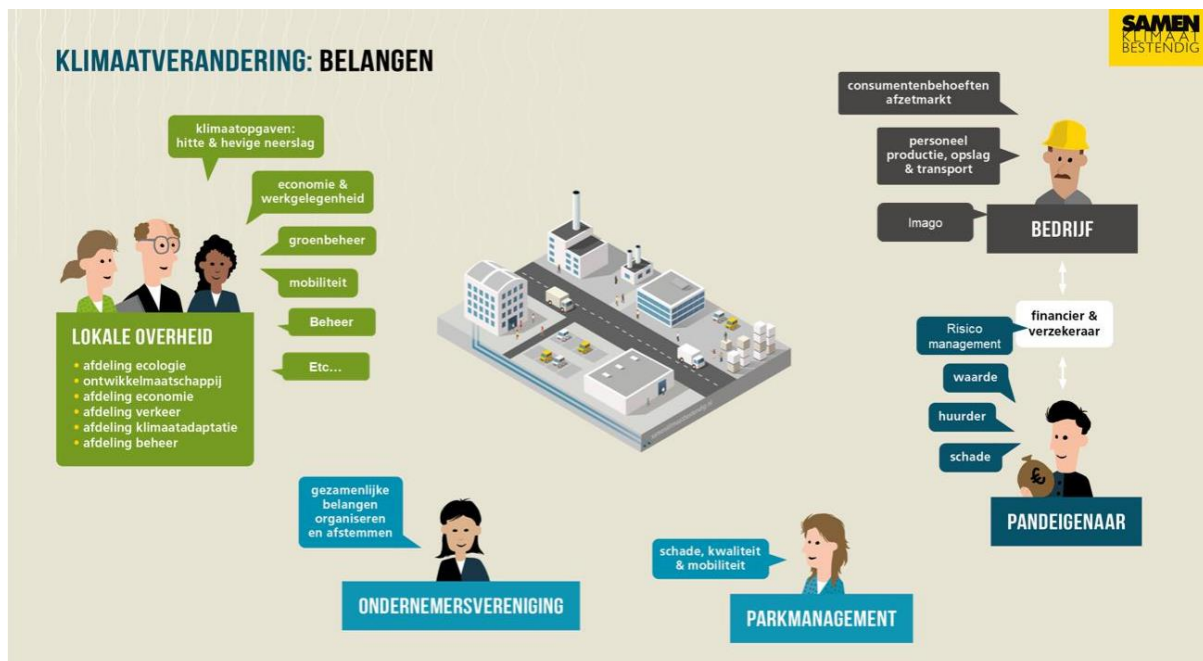 KLIMAATVERANDERING: BELANGEN
SAMEN
KLIMAAT
BESTENDIG
klimaatopgaven:
hitte & hevige neerslag
economie &
werkgelegenheid
groenbeheer
mobiliteit
Beheer
Etc...
LOKALE OVERHEID
• afdeling ecologie
• ontwikkelmaatschappij
• afdeling economie
• afdeling verkeer
• afdeling klimaatadaptatie
• afdeling beheer
consumentenbehoeften
afzetmarkt
personeel
productie, opslag
& transport
Imago
BEDRIJF
financier &
verzekeraar
Risico
management
waarde
huurder
schade
PANDEIGENAAR
gezamenlijke
belangen
organiseren
en afstemmen
ONDERNEMERSVERENIGING
schade, kwaliteit
& mobiliteit
PARKMANAGEMENT